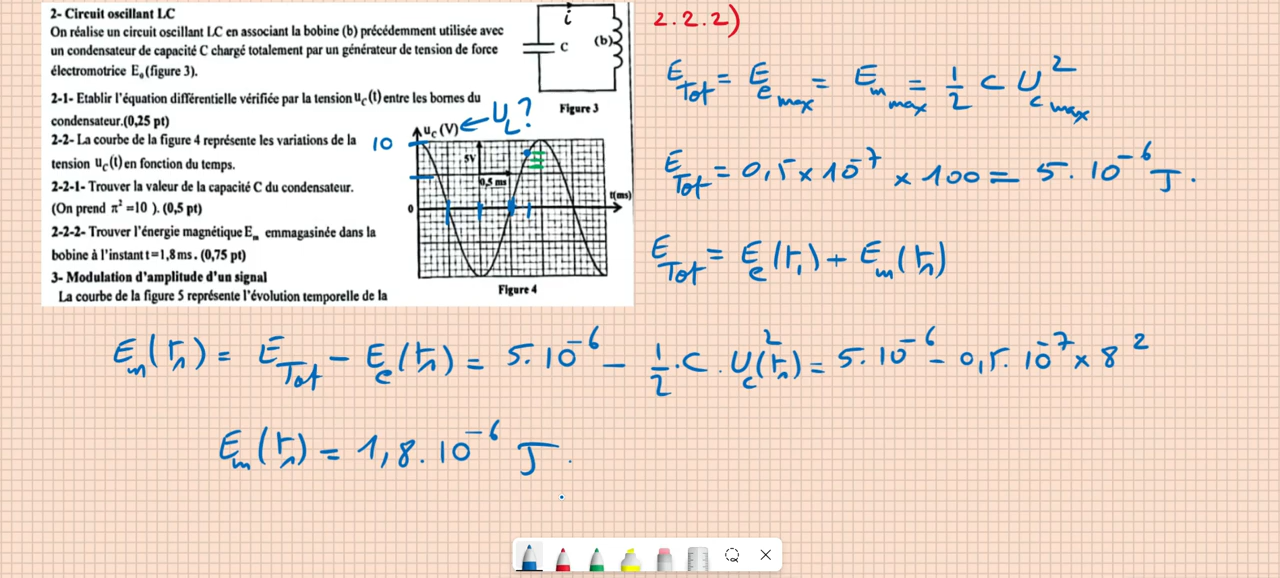 2- Circuit oscillant LC
On réalise un circuit oscillant LC en associant la bobine (b) précédemment utilisée avec
un condensateur de capacité C chargé totalement par un générateur de tension de force
électromotrice E₀ (figure 3).
2-1- Etablir l'équation différentielle vérifiée par la tension u_C(t) entre les bornes du
condensateur.(0,25 pt)
2-2- La courbe de la figure 4 représente les variations de la
tension u_C(t) en fonction du temps.
2-2-1- Trouver la valeur de la capacité C du condensateur.
(On prend π² =10 ). (0,5 pt)
2-2-2- Trouver l'énergie magnétique E_m emmagasinée dans la
bobine à l'instant t=1,8 ms. (0,75 pt)
3- Modulation d'amplitude d'un signal
La courbe de la figure 5 représente l'évolution temporelle de la
i
C
(b)
Figure 3
U_L?
10
u_C (V)
5V
0,5 ms
t(ms)
0
Figure 4
2.2.2)
E_Tot = E_e max = E_m max = 1/2 C U_c max²
E_Tot = 0,5 × 10⁻⁷ × 100 = 5.10⁻⁶ J.
E_Tot = E_e(t₁) + E_m(t₁)
E_m(t₁) = E_Tot − E_e(t₁) = 5.10⁻⁶ − 1/2 . C . U_c²(t₁) = 5.10⁻⁶ − 0,5.10⁻⁷ × 8²
E_m(t₁) = 1,8.10⁻⁶ J.